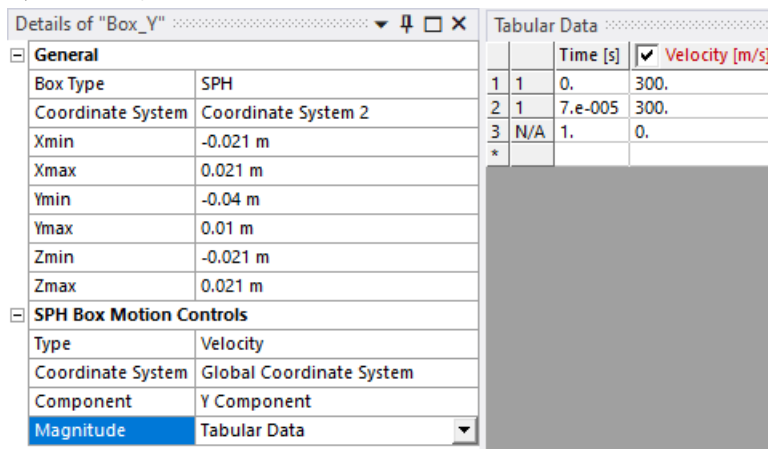 Details of "Box_Y"
General
Box Type SPH
Coordinate System Coordinate System 2
Xmin -0.021 m
Xmax 0.021 m
Ymin -0.04 m
Ymax 0.01 m
Zmin -0.021 m
Zmax 0.021 m
SPH Box Motion Controls
Type Velocity
Coordinate System Global Coordinate System
Component Y Component
Magnitude Tabular Data
Tabular Data
Time [s] Velocity [m/s]
1 1 0. 300.
2 1 7.e-005 300.
3 N/A 1. 0.
*